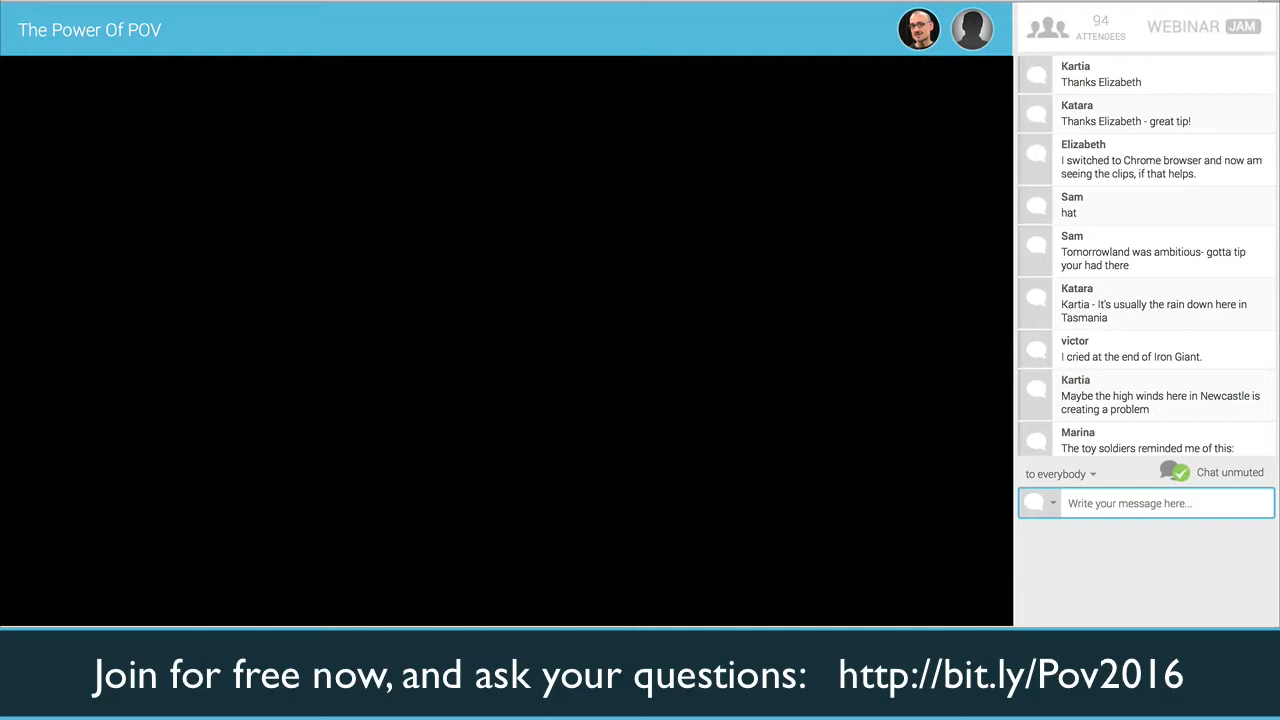 The Power Of POV
94
ATTENDEES
WEBINAR JAM
Kartia
Thanks Elizabeth
Katara
Thanks Elizabeth - great tip!
Elizabeth
I switched to Chrome browser and now am
seeing the clips, if that helps.
Sam
hat
Sam
Tomorrowland was ambitious- gotta tip
your had there
Katara
Kartia - It's usually the rain down here in
Tasmania
victor
I cried at the end of Iron Giant.
Kartia
Maybe the high winds here in Newcastle is
creating a problem
Marina
The toy soldiers reminded me of this:
to everybody
Chat unmuted
Write your message here...
Join for free now, and ask your questions: http://bit.ly/Pov2016